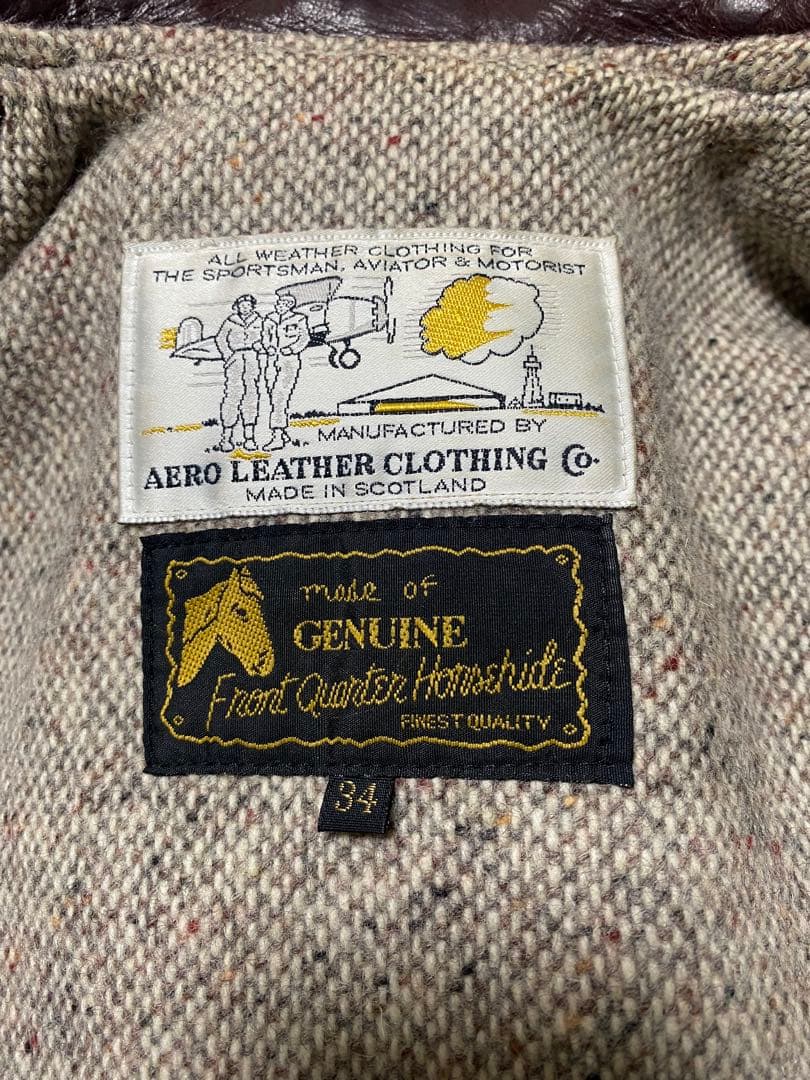 ALL WEATHER CLOTHING FOR
THE SPORTSMAN, AVIATOR & MOTORIST
MANUFACTURED BY
AERO LEATHER CLOTHING Co.
MADE IN SCOTLAND
made of
GENUINE
Front Quarter Horsehide
FINEST QUALITY
34